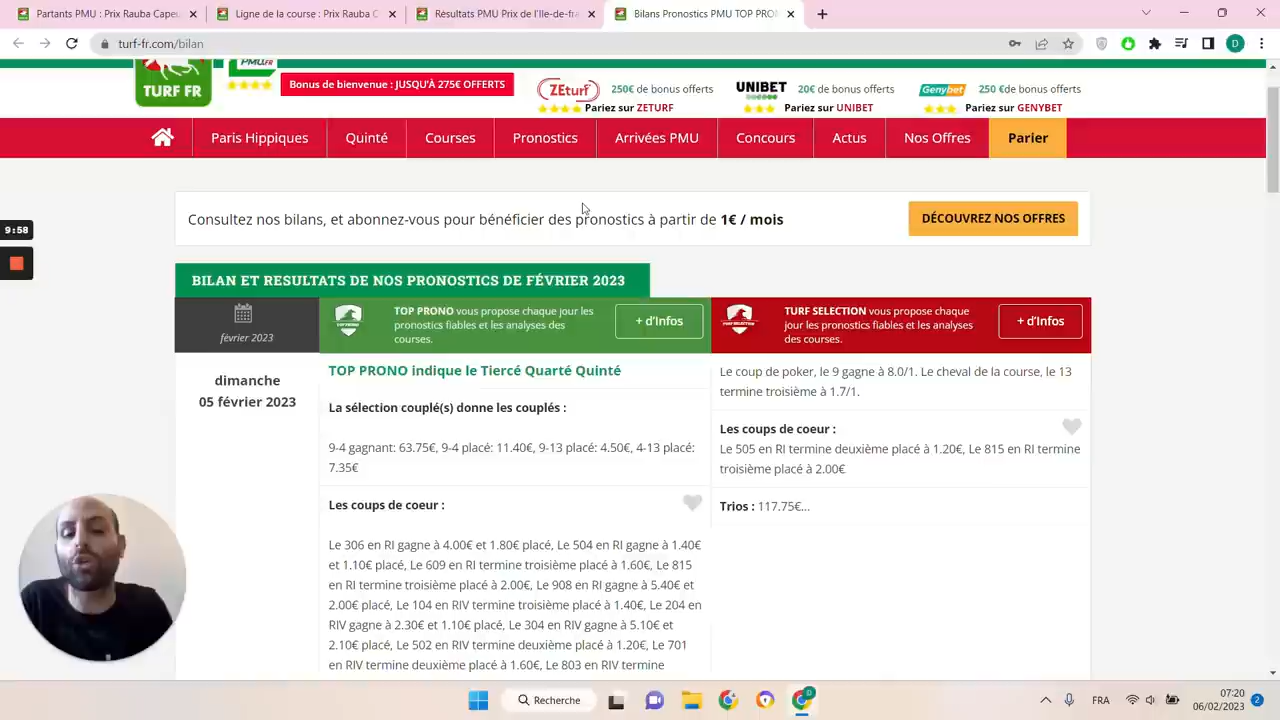 Prix Rauba Capeu
Ligne de la course : Prix Rauba C
Résultats PMU Prix de l'Ile-de-fra
Bilans Pronostics PMU TOP PRON
turf-fr.com/bilan
D
TURF FR
PMU.FR
Bonus de bienvenue : JUSQU'À 275€ OFFERTS
ZEturf
250€ de bonus offerts
Pariez sur ZETURF
UNIBET
20€ de bonus offerts
Pariez sur UNIBET
Genybet
250 €de bonus offerts
Pariez sur GENYBET
Paris Hippiques
Quinté
Courses
Pronostics
Arrivées PMU
Concours
Actus
Nos Offres
Parier
9:58
Consultez nos bilans, et abonnez-vous pour bénéficier des pronostics à partir de 1€ / mois
DÉCOUVREZ NOS OFFRES
BILAN ET RESULTATS DE NOS PRONOSTICS DE FÉVRIER 2023
février 2023
TOP PRONO vous propose chaque jour les
pronostics fiables et les analyses des
courses.
+ d'Infos
TURF SELECTION vous propose chaque
jour les pronostics fiables et les analyses
des courses.
+ d'Infos
dimanche
05 février 2023
TOP PRONO indique le Tiercé Quarté Quinté
La sélection couplé(s) donne les couplés :
9-4 gagnant: 63.75€, 9-4 placé: 11.40€, 9-13 placé: 4.50€, 4-13 placé:
7.35€
Les coups de coeur :
Le 306 en RI gagne à 4.00€ et 1.80€ placé, Le 504 en RI gagne à 1.40€
et 1.10€ placé, Le 609 en RI termine troisième placé à 1.60€, Le 815
en RI termine troisième placé à 2.00€, Le 908 en RI gagne à 5.40€ et
2.00€ placé, Le 104 en RIV termine troisième placé à 1.40€, Le 204 en
RIV gagne à 2.30€ et 1.10€ placé, Le 304 en RIV gagne à 5.10€ et
2.10€ placé, Le 502 en RIV termine deuxième placé à 1.20€, Le 701
en RIV termine deuxième placé à 1.60€, Le 803 en RIV termine
Le coup de poker, le 9 gagne à 8.0/1. Le cheval de la course, le 13
termine troisième à 1.7/1.
Les coups de coeur :
Le 505 en RI termine deuxième placé à 1.20€, Le 815 en RI termine
troisième placé à 2.00€
Trios : 117.75€...
Recherche
D
FRA
07:20
06/02/2023
2